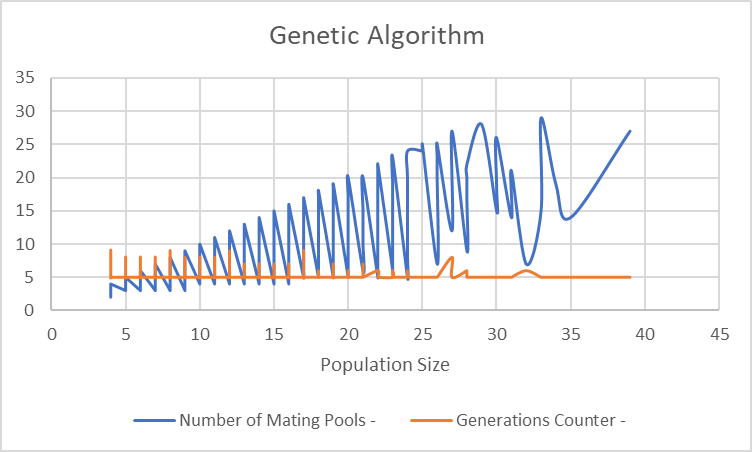 Genetic Algorithm
35
30
25
20
15
10
5
0
0 5 10 15 20 25 30 35 40 45
Population Size
Number of Mating Pools - Generations Counter -